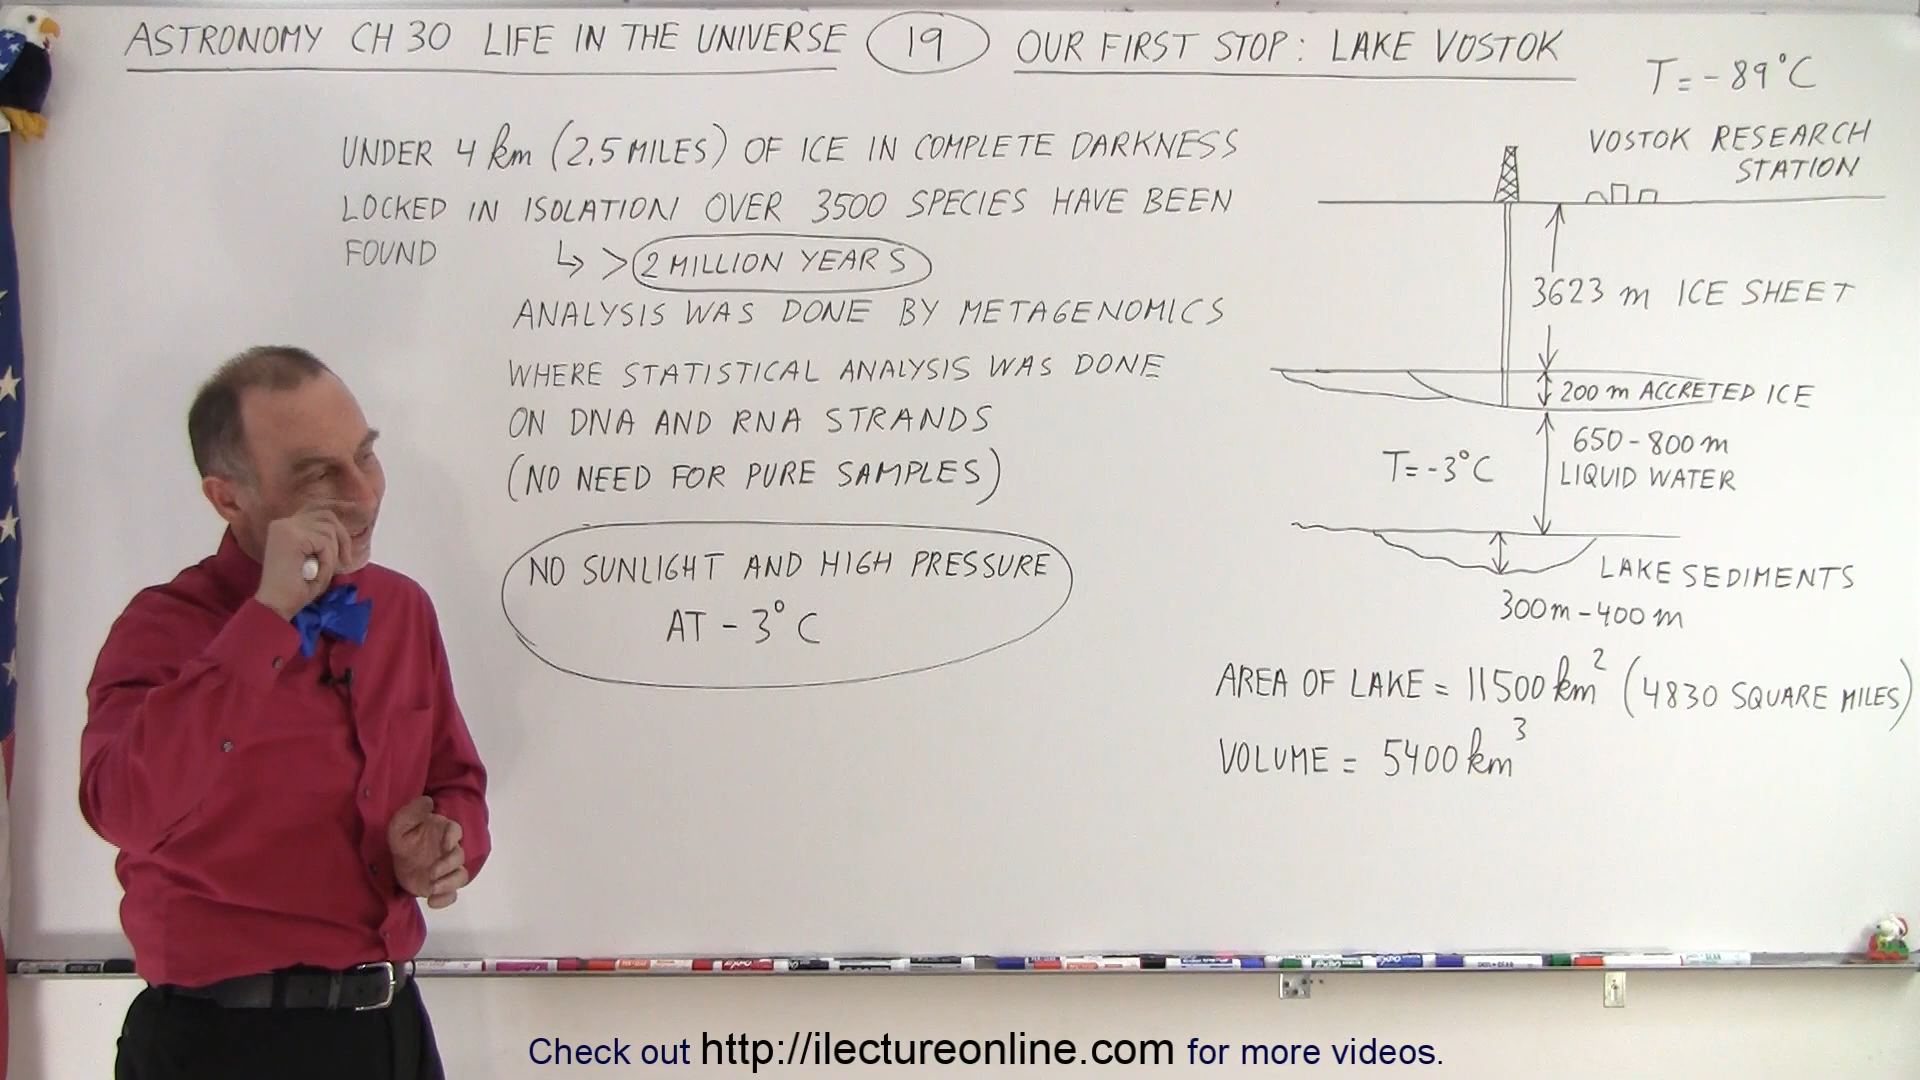 ASTRONOMY CH 30 LIFE IN THE UNIVERSE 19 OUR FIRST STOP: LAKE VOSTOK
T = -89°C
UNDER 4 km (2.5 MILES) OF ICE IN COMPLETE DARKNESS
LOCKED IN ISOLATION OVER 3500 SPECIES HAVE BEEN
FOUND
↳ > 2 MILLION YEARS
ANALYSIS WAS DONE BY METAGENOMICS
WHERE STATISTICAL ANALYSIS WAS DONE
ON DNA AND RNA STRANDS
(NO NEED FOR PURE SAMPLES)
NO SUNLIGHT AND HIGH PRESSURE
AT -3°C
VOSTOK RESEARCH
STATION
3623 m ICE SHEET
200 m ACCRETED ICE
650-800 m
LIQUID WATER
T = -3°C
LAKE SEDIMENTS
300m-400m
AREA OF LAKE = 11500 km² (4830 SQUARE MILES)
VOLUME = 5400 km³
Check out http://ilectureonline.com for more videos.